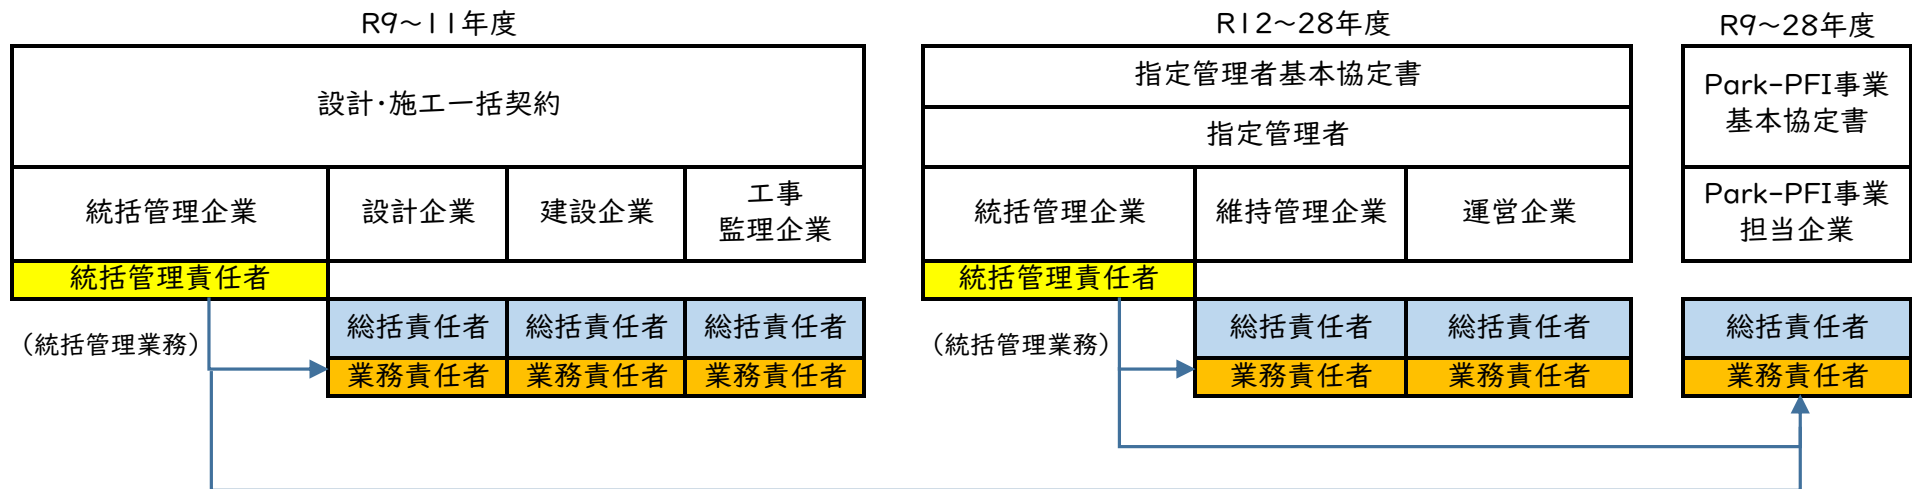 R9～11年度
R12～28年度
R9～28年度
設計・施工一括契約
指定管理者基本協定書
指定管理者
Park-PFI事業
基本協定書
統括管理企業
設計企業
建設企業
工事
監理企業
統括管理企業
維持管理企業
運営企業
Park-PFI事業
担当企業
統括管理責任者
統括管理責任者
（統括管理業務）
総括責任者
総括責任者
総括責任者
（統括管理業務）
総括責任者
総括責任者
総括責任者
業務責任者
業務責任者
業務責任者
業務責任者
業務責任者
業務責任者